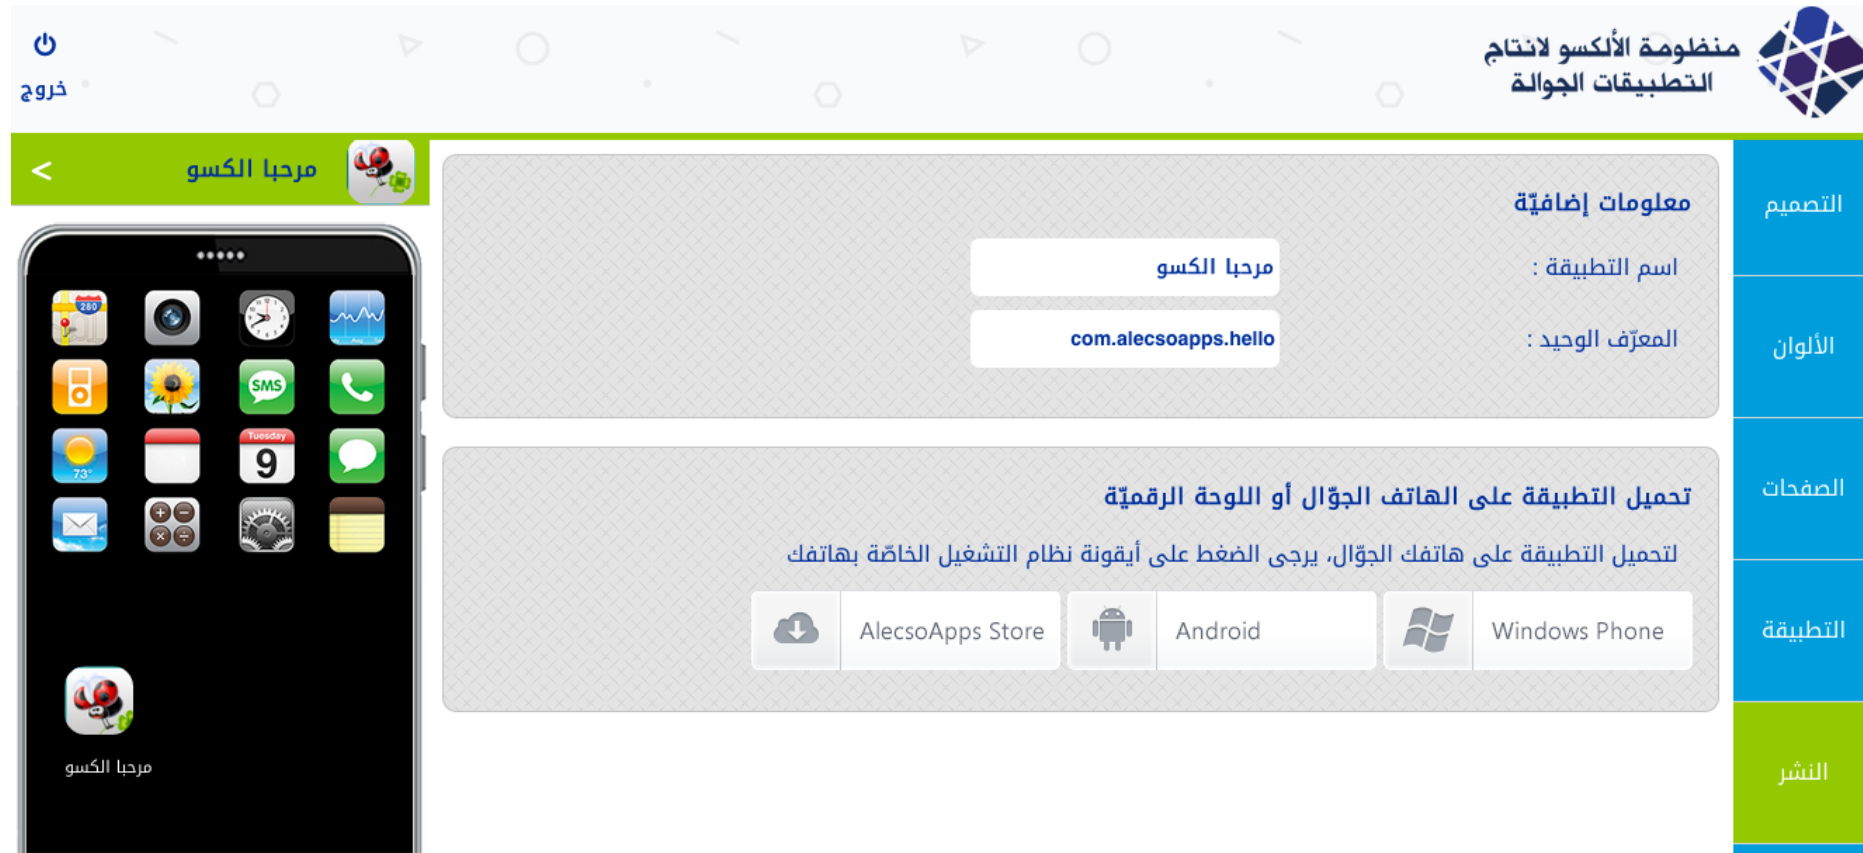 منظومة الألكسو لانتاج
التطبيقات الجوالة
خروج
مرحبا الكسو
>
التصميم
الألوان
الصفحات
التطبيقة
النشر
معلومات إضافيّة
اسم التطبيقة :
مرحبا الكسو
المعرّف الوحيد :
com.alecsoapps.hello
تحميل التطبيقة على الهاتف الجوّال أو اللوحة الرقميّة
لتحميل التطبيقة على هاتفك الجوّال، يرجى الضغط على أيقونة نظام التشغيل الخاصّة بهاتفك
Windows Phone
Android
AlecsoApps Store
280
SMS
73°
Tuesday
9
مرحبا الكسو